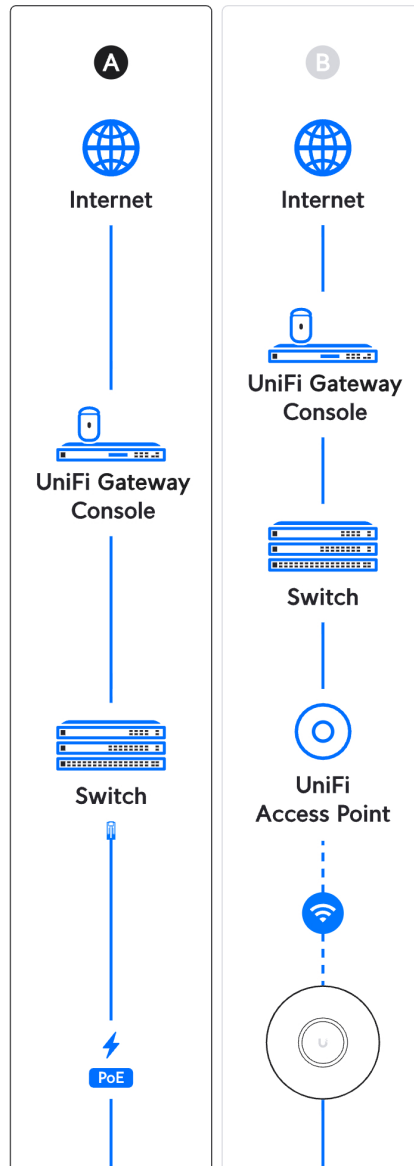 A
Internet
UniFi Gateway
Console
Switch
PoE
B
Internet
UniFi Gateway
Console
Switch
UniFi
Access Point